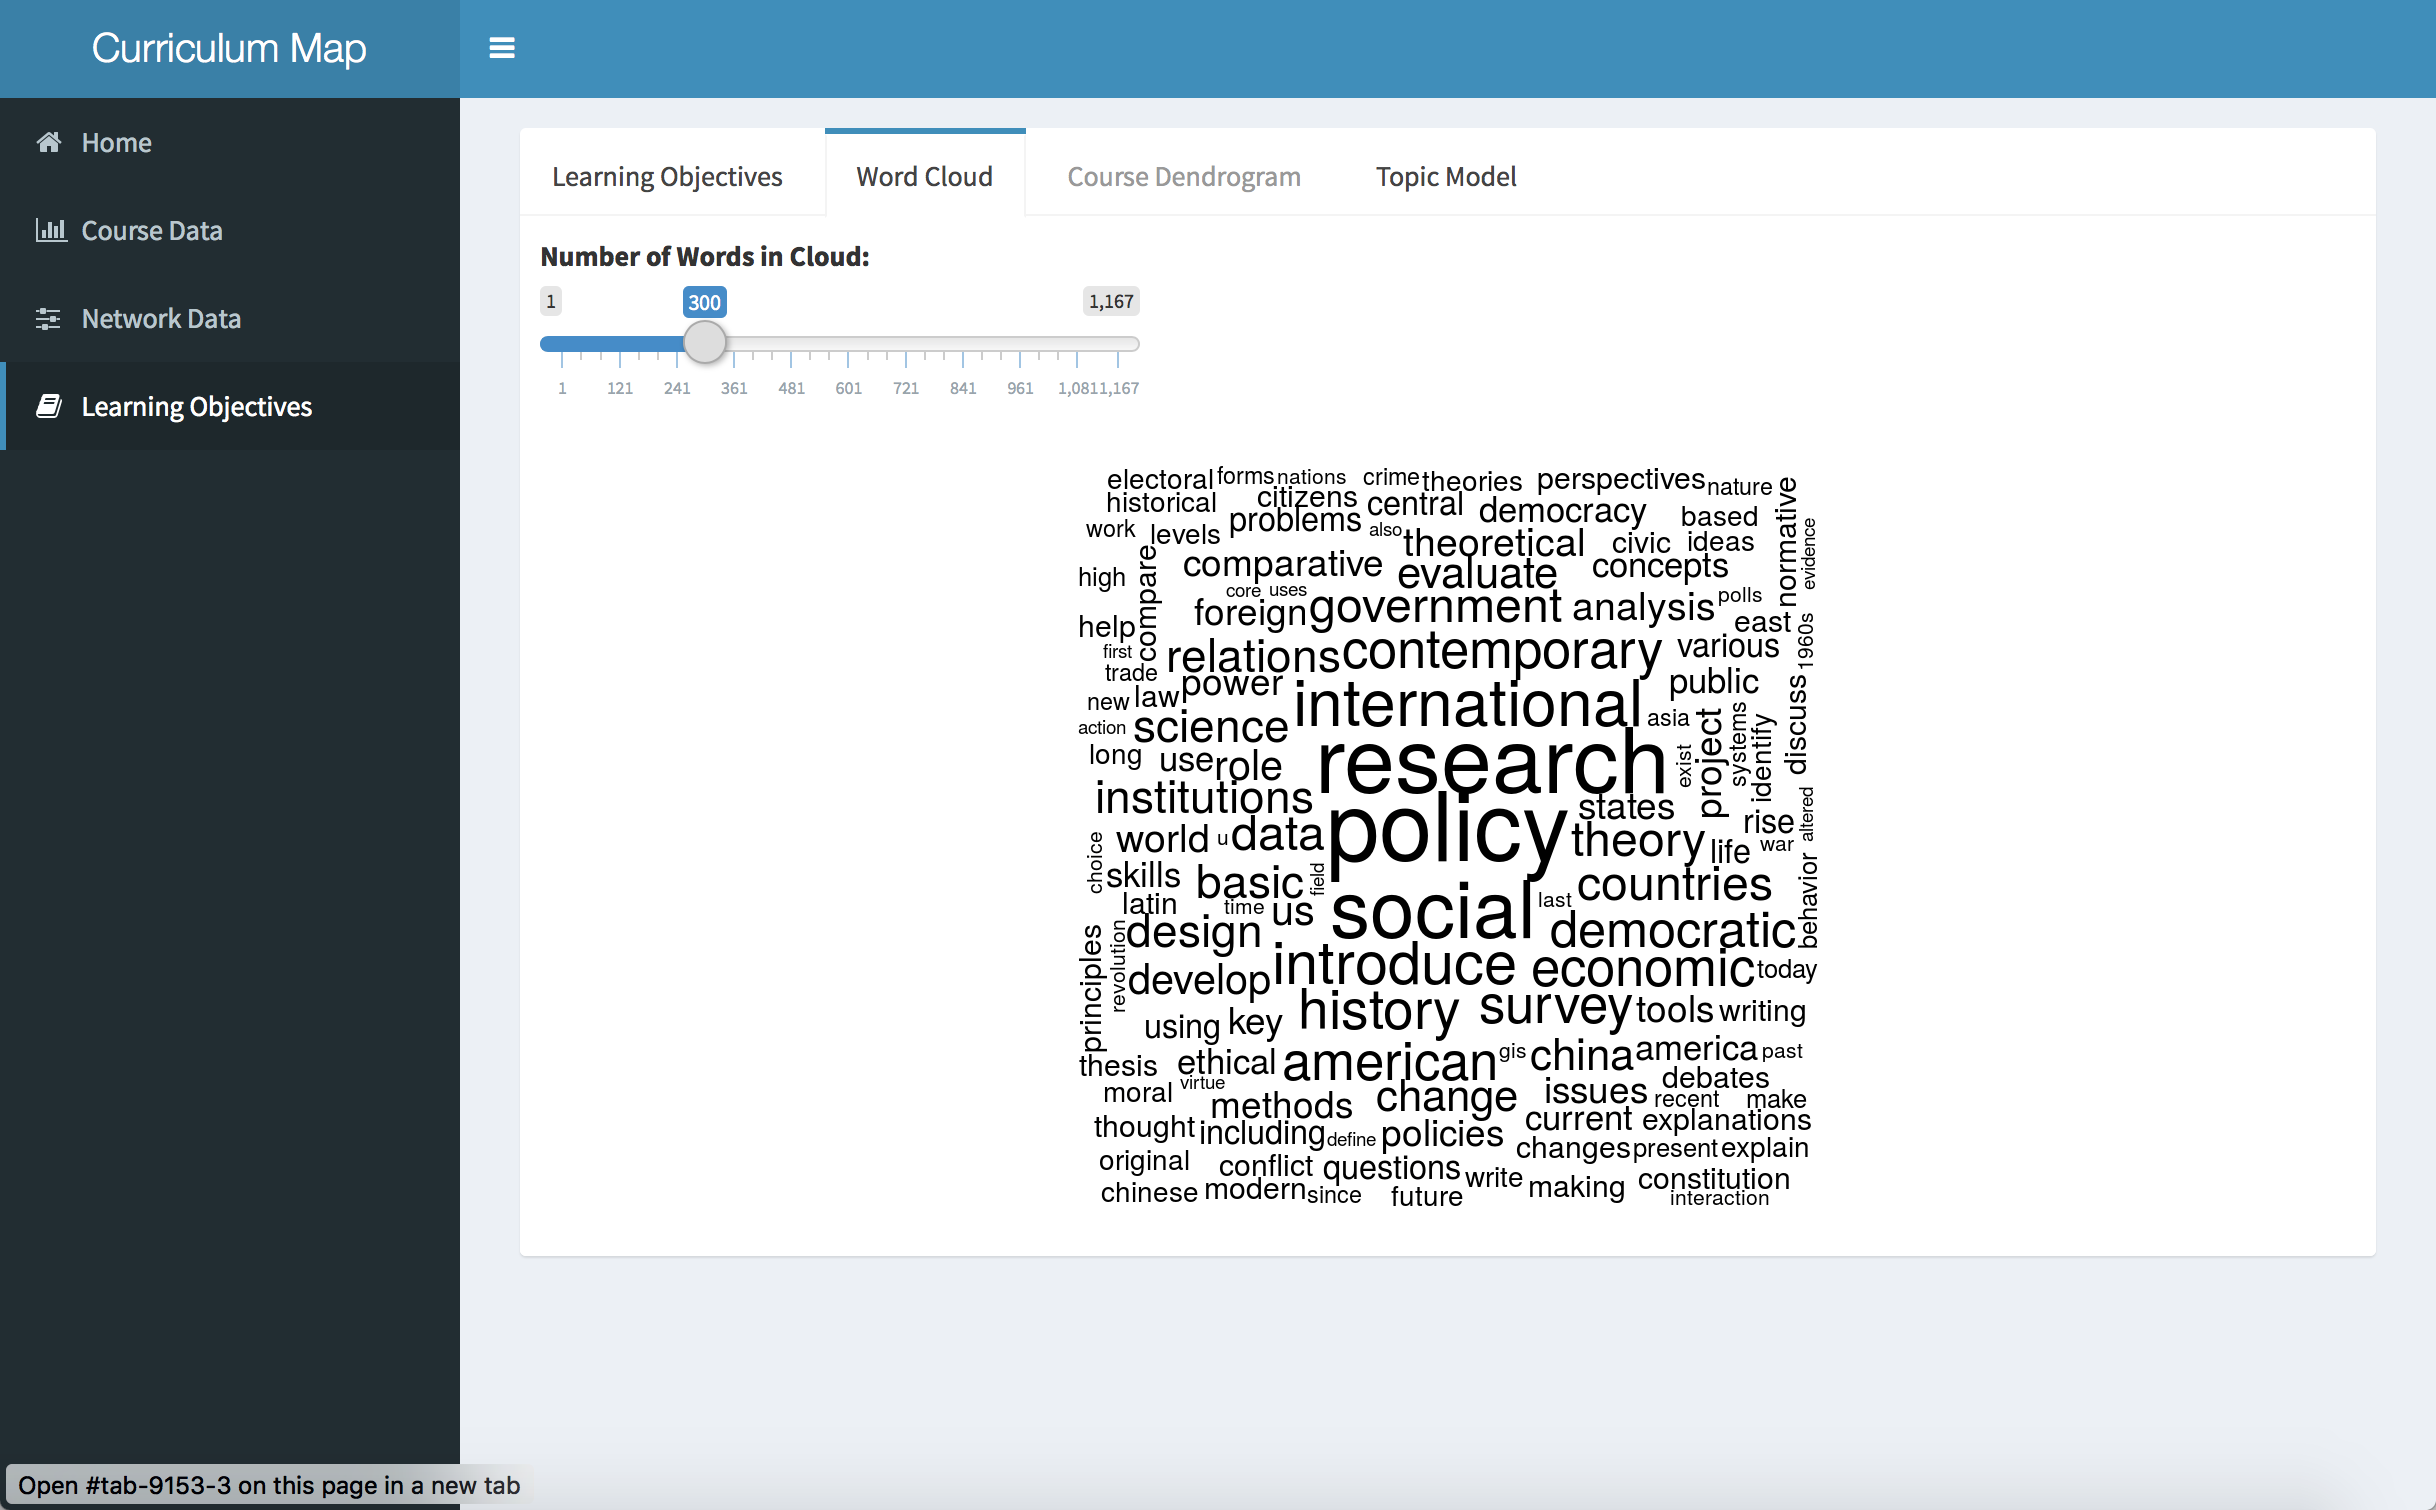 Curriculum Map
Home
Course Data
Network Data
Learning Objectives
Learning Objectives Word Cloud Course Dendrogram Topic Model
Number of Words in Cloud:
1 300 1,167
1 121 241 361 481 601 721 841 961 1,081 1,167
electoral forms nations crime theories perspectives nature
historical citizens central democracy based normative
work levels problems also theoretical civic ideas evidence
high compare comparative evaluate concepts
core uses foreign government analysis polls
help east
first relations contemporary various 1960s
trade power public
new law international asia discuss
action science project systems identify
long use role research exist
institutions states rise altered
world u data policy theory life war
choice skills basic field countries behavior
latin time us social last
principles revolution design democratic
develop introduce economic today
using key history survey tools writing
thesis ethical american gis china america past
moral virtue debates
methods change issues recent make
thought including define policies current explanations
original conflict questions changes present explain
chinese modern since future write making constitution
interaction
Open #tab-9153-3 on this page in a new tab